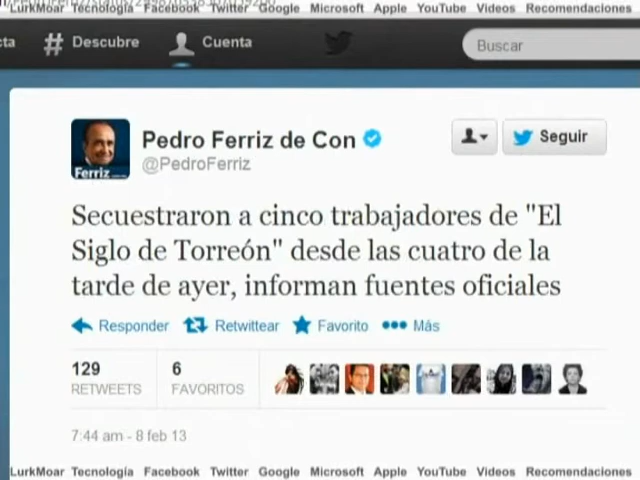 LurkMoar Tecnología Facebook Twitter Google Microsoft Apple YouTube Videos Recomendaciones
cta # Descubre Cuenta Buscar
Pedro Ferriz de Con
@PedroFerriz
Seguir
Ferriz
Secuestraron a cinco trabajadores de "El
Siglo de Torreón" desde las cuatro de la
tarde de ayer, informan fuentes oficiales
Responder Retwittear Favorito Más
129 6
RETWEETS FAVORITOS
7:44 am - 8 feb 13
LurkMoar Tecnología Facebook Twitter Google Microsoft Apple YouTube Videos Recomendaciones